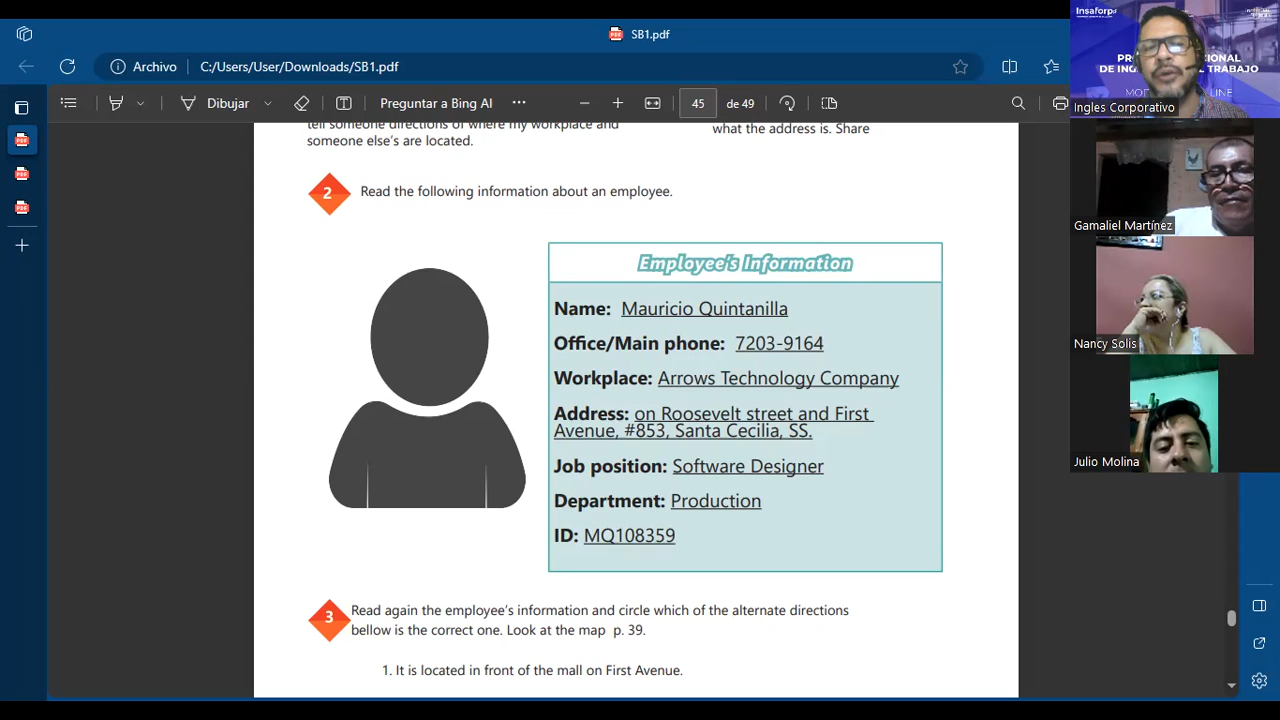 SB1.pdf
Archivo C:/Users/User/Downloads/SB1.pdf
Dibujar Preguntar a Bing AI 45 de 49
tell someone directions of where my workplace and
someone else's are located.
what the address is. Share
2 Read the following information about an employee.
Employee's Information
Name: Mauricio Quintanilla
Office/Main phone: 7203-9164
Workplace: Arrows Technology Company
Address: on Roosevelt street and First
Avenue, #853, Santa Cecilia, SS.
Job position: Software Designer
Department: Production
ID: MQ108359
3 Read again the employee's information and circle which of the alternate directions
bellow is the correct one. Look at the map p. 39.
1. It is located in front of the mall on First Avenue.
Insaforp
Ingles Corporativo
Gamaliel Martínez
Nancy Solis
Julio Molina